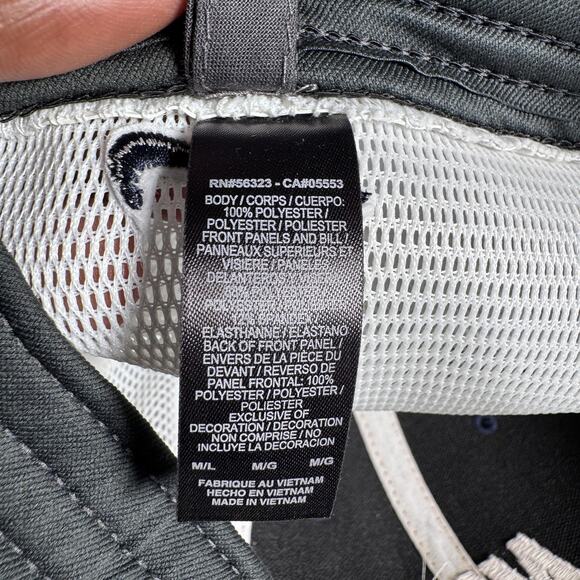 RN#56323 - CA#05553
BODY / CORPS / CUERPO:
100% POLYESTER /
POLYESTER / POLIESTER
FRONT PANELS AND BILL /
PANNEAUX SUPERIEURS ET
VISIERE / PANELES
DELANTEROS
ELASTHANNE / ELASTANO
BACK OF FRONT PANEL /
ENVERS DE LA PIÈCE DU
DEVANT / REVERSO DE
PANEL FRONTAL: 100%
POLYESTER / POLYESTER /
POLIESTER
EXCLUSIVE OF
DECORATION / DECORATION
NON COMPRISE / NO
INCLUYE LA DECORACION
M/L M/G M/G
FABRIQUE AU VIETNAM
HECHO EN VIETNAM
MADE IN VIETNAM